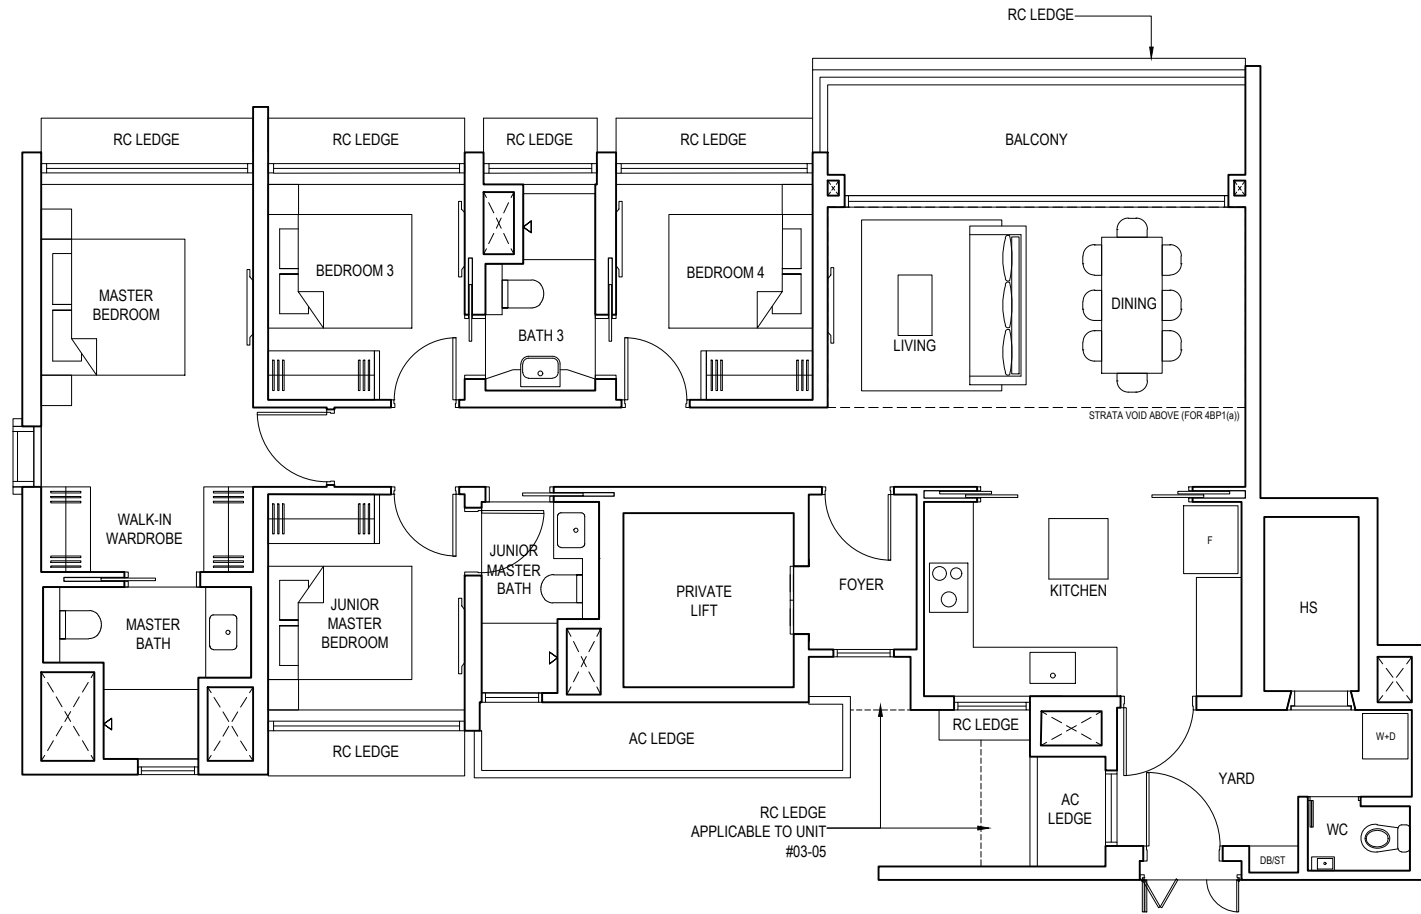 RC LEDGE
RC LEDGE
RC LEDGE
RC LEDGE
RC LEDGE
BALCONY
MASTER
BEDROOM
BEDROOM 3
BATH 3
BEDROOM 4
LIVING
DINING
STRATA VOID ABOVE (FOR 4BP1(a))
WALK-IN
WARDROBE
MASTER
BATH
JUNIOR
MASTER
BEDROOM
JUNIOR
MASTER
BATH
PRIVATE
LIFT
FOYER
KITCHEN
F
HS
RC LEDGE
AC LEDGE
RC LEDGE
W+D
YARD
AC
LEDGE
RC LEDGE
APPLICABLE TO UNIT
#03-05
WC
DB/ST